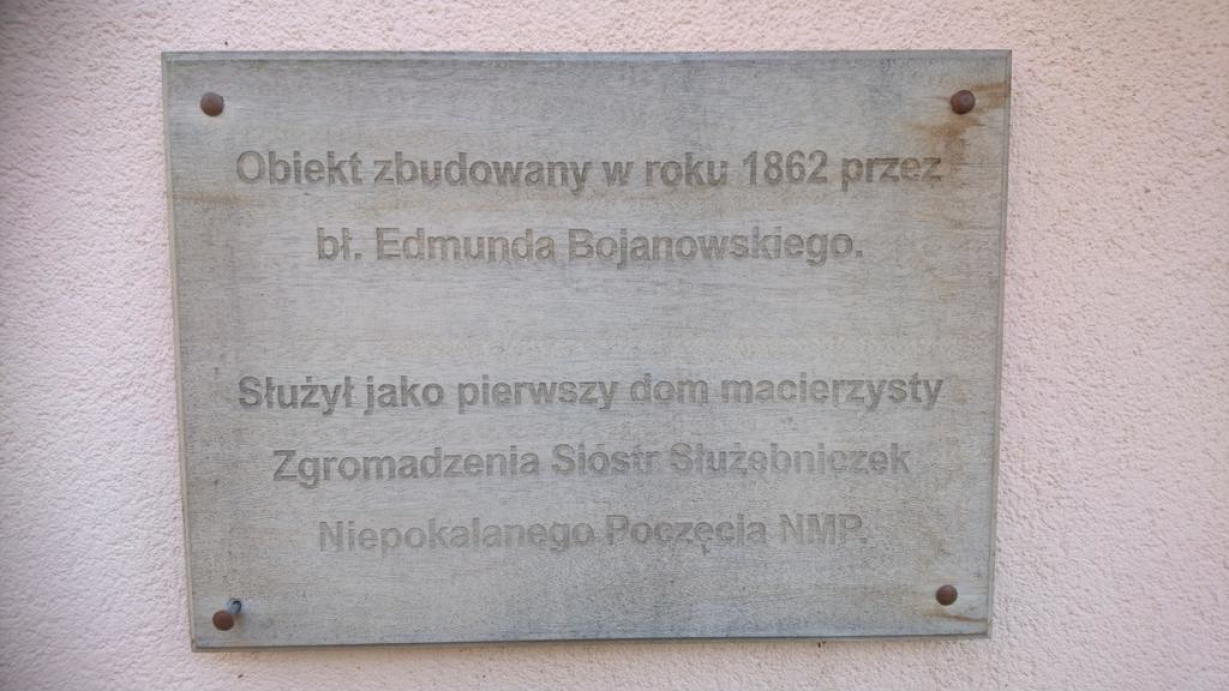 Obiekt zbudowany w roku 1862 przez
bł. Edmunda Bojanowskiego.
Służył jako pierwszy dom macierzysty
Zgromadzenia Sióstr Służebniczek
Niepokalanego Poczęcia NMP.